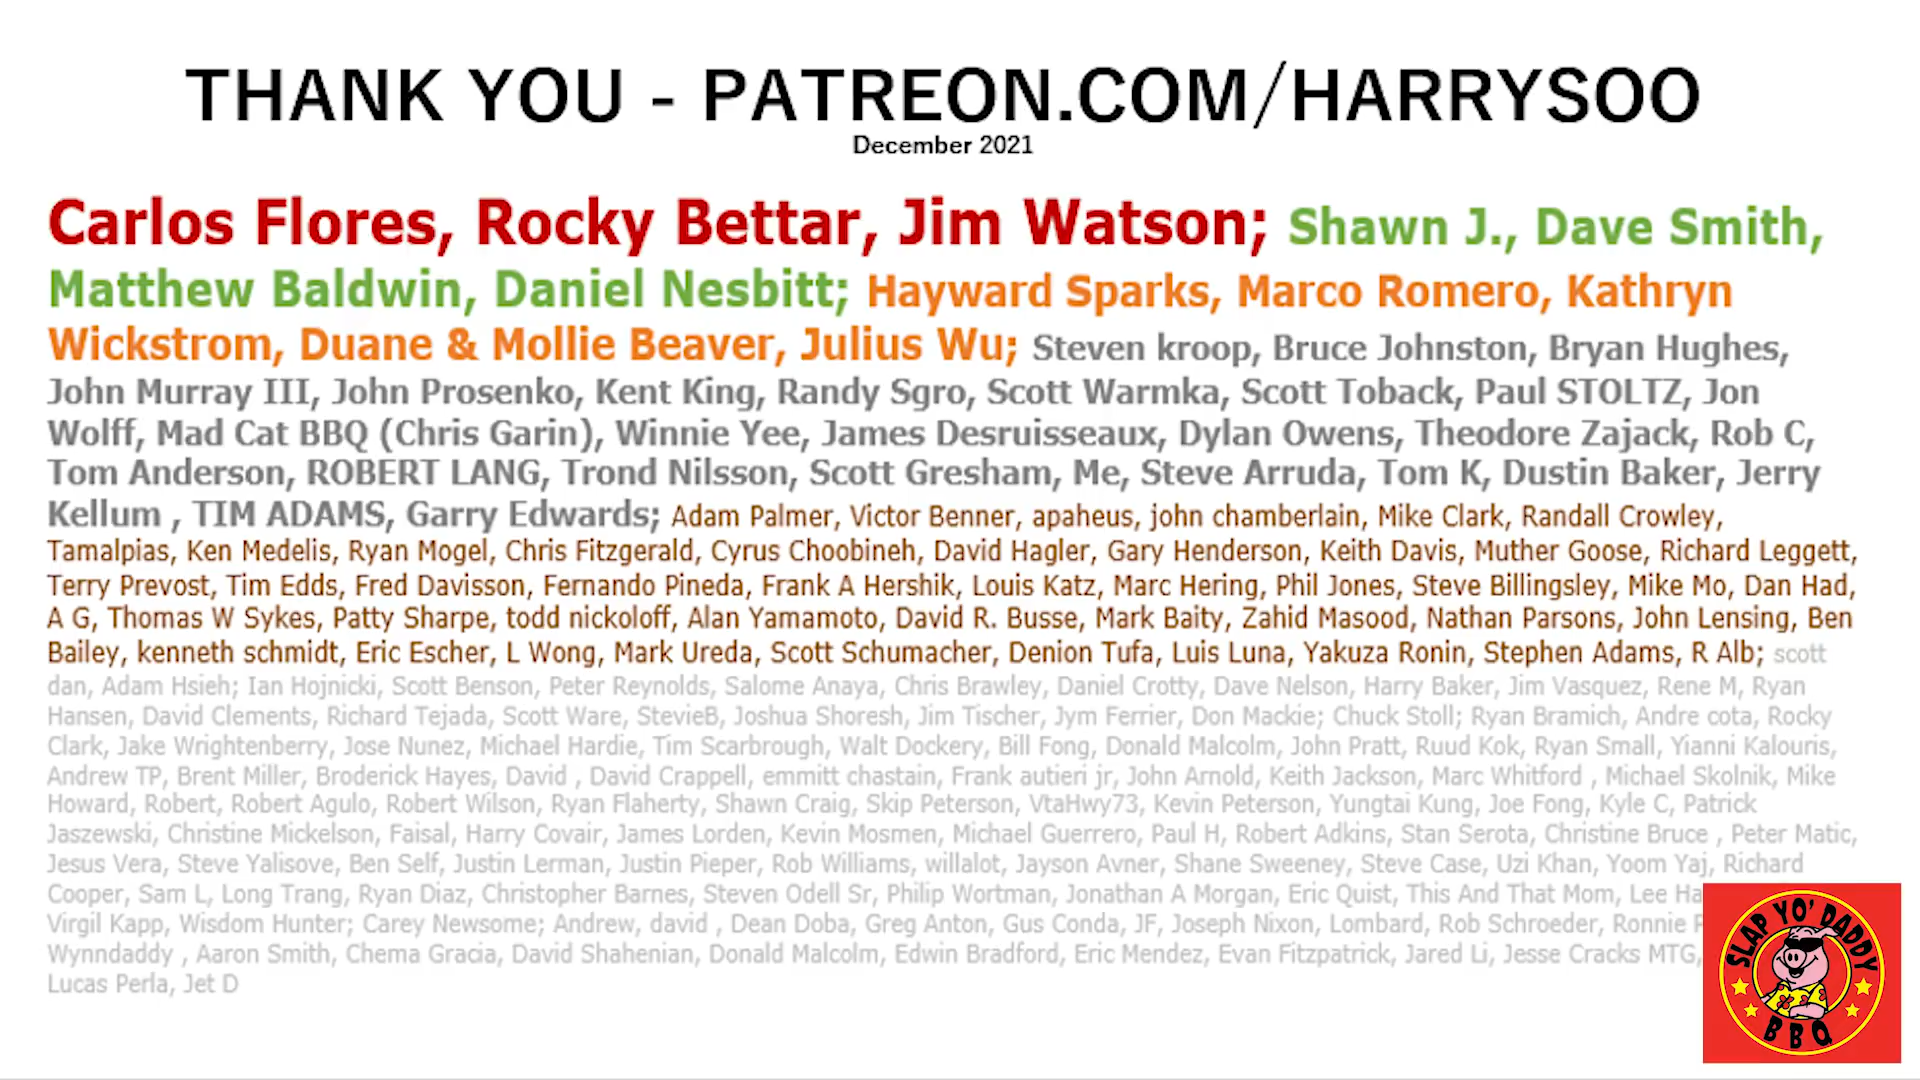 THANK YOU - PATREON.COM/HARRYSOO
December 2021
Carlos Flores, Rocky Bettar, Jim Watson; Shawn J., Dave Smith,
Matthew Baldwin, Daniel Nesbitt; Hayward Sparks, Marco Romero, Kathryn
Wickstrom, Duane & Mollie Beaver, Julius Wu; Steven kroop, Bruce Johnston, Bryan Hughes,
John Murray III, John Prosenko, Kent King, Randy Sgro, Scott Warmka, Scott Toback, Paul STOLTZ, Jon
Wolff, Mad Cat BBQ (Chris Garin), Winnie Yee, James Desruisseaux, Dylan Owens, Theodore Zajack, Rob C,
Tom Anderson, ROBERT LANG, Trond Nilsson, Scott Gresham, Me, Steve Arruda, Tom K, Dustin Baker, Jerry
Kellum , TIM ADAMS, Garry Edwards; Adam Palmer, Victor Benner, apaheus, john chamberlain, Mike Clark, Randall Crowley,
Tamalpias, Ken Medelis, Ryan Mogel, Chris Fitzgerald, Cyrus Choobineh, David Hagler, Gary Henderson, Keith Davis, Muther Goose, Richard Leggett,
Terry Prevost, Tim Edds, Fred Davisson, Fernando Pineda, Frank A Hershik, Louis Katz, Marc Hering, Phil Jones, Steve Billingsley, Mike Mo, Dan Had,
A G, Thomas W Sykes, Patty Sharpe, todd nickoloff, Alan Yamamoto, David R. Busse, Mark Baity, Zahid Masood, Nathan Parsons, John Lensing, Ben
Bailey, kenneth schmidt, Eric Escher, L Wong, Mark Ureda, Scott Schumacher, Denion Tufa, Luis Luna, Yakuza Ronin, Stephen Adams, R Alb; scott
dan, Adam Hsieh; Ian Hojnicki, Scott Benson, Peter Reynolds, Salome Anaya, Chris Brawley, Daniel Crotty, Dave Nelson, Harry Baker, Jim Vasquez, Rene M, Ryan
Hansen, David Clements, Richard Tejada, Scott Ware, StevieB, Joshua Shoresh, Jim Tischer, Jym Ferrier, Don Mackie; Chuck Stoll; Ryan Bramich, Andre cota, Rocky
Clark, Jake Wrightenberry, Jose Nunez, Michael Hardie, Tim Scarbrough, Walt Dockery, Bill Fong, Donald Malcolm, John Pratt, Ruud Kok, Ryan Small, Yianni Kalouris,
Andrew TP, Brent Miller, Broderick Hayes, David , David Crappell, emmitt chastain, Frank autieri jr, John Arnold, Keith Jackson, Marc Whitford , Michael Skolnik, Mike
Howard, Robert, Robert Agulo, Robert Wilson, Ryan Flaherty, Shawn Craig, Skip Peterson, VtaHwy73, Kevin Peterson, Yungtai Kung, Joe Fong, Kyle C, Patrick
Jaszewski, Christine Mickelson, Faisal, Harry Covair, James Lorden, Kevin Mosmen, Michael Guerrero, Paul H, Robert Adkins, Stan Serota, Christine Bruce , Peter Matic,
Jesus Vera, Steve Yalisove, Ben Self, Justin Lerman, Justin Pieper, Rob Williams, willalot, Jayson Avner, Shane Sweeney, Steve Case, Uzi Khan, Yoom Yaj, Richard
Cooper, Sam L, Long Trang, Ryan Diaz, Christopher Barnes, Steven Odell Sr, Philip Wortman, Jonathan A Morgan, Eric Quist, This And That Mom, Lee
Virgil Kapp, Wisdom Hunter; Carey Newsome; Andrew, david , Dean Doba, Greg Anton, Gus Conda, JF, Joseph Nixon, Lombard, Rob Schroeder, Ronnie
Wynndaddy , Aaron Smith, Chema Gracia, David Shahenian, Donald Malcolm, Edwin Bradford, Eric Mendez, Evan Fitzpatrick, Jared Li, Jesse Cracks MTG,
Lucas Perla, Jet D
SLAP YO' DADDY
BBQ